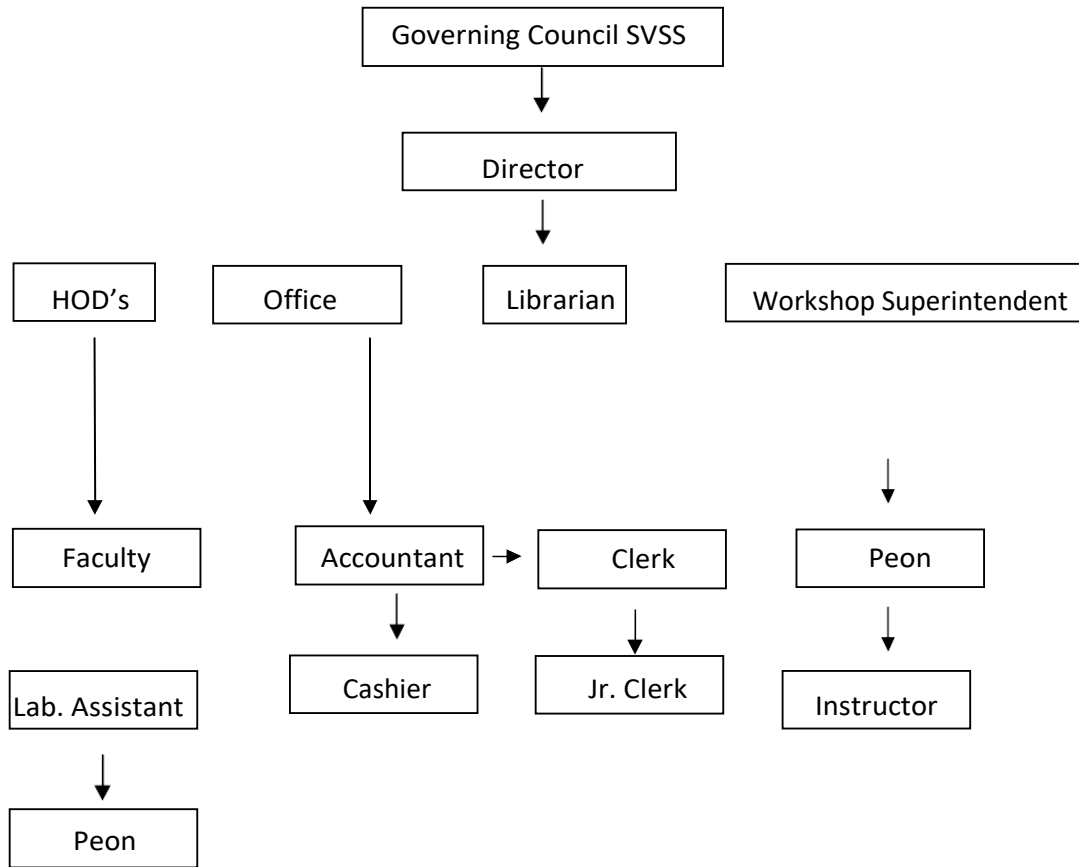 Governing Council SVSS
Director
HOD’s
Office
Librarian
Workshop Superintendent
Faculty
Accountant
Clerk
Peon
Lab. Assistant
Cashier
Jr. Clerk
Instructor
Peon